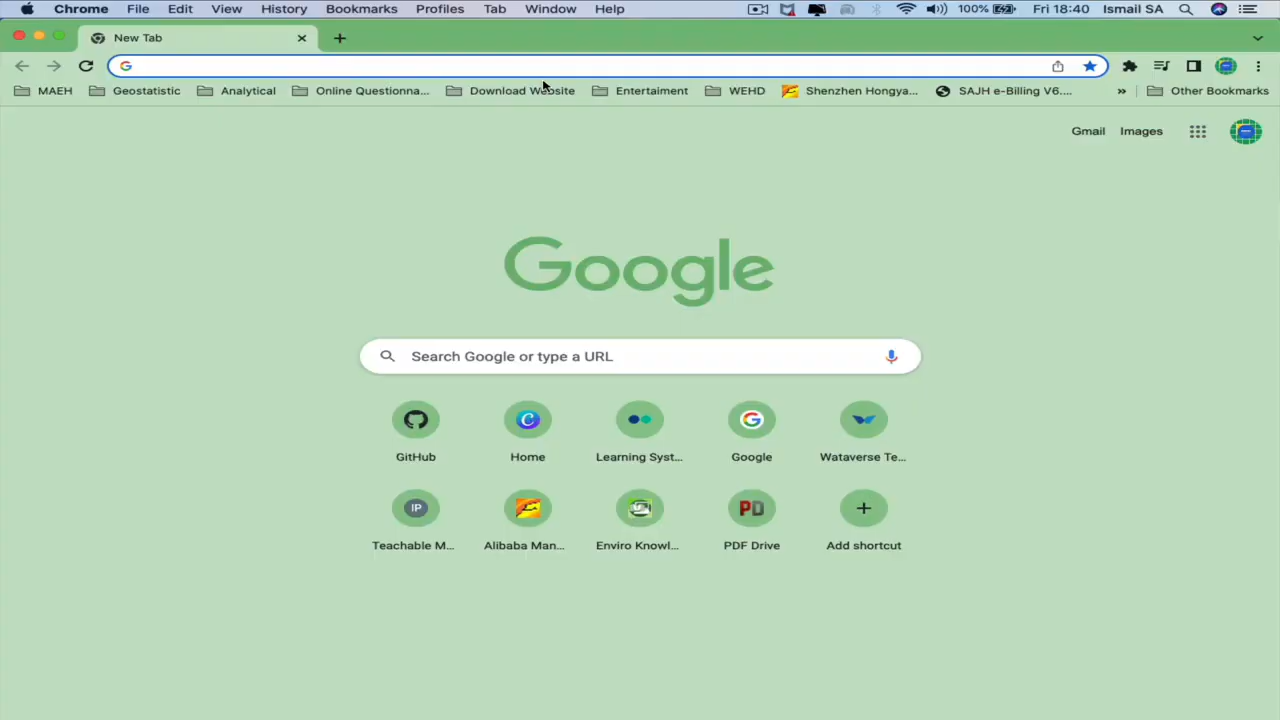 Chrome File Edit View History Bookmarks Profiles Tab Window Help 100% Fri 18:40 Ismail SA
New Tab
MAEH Geostatistic Analytical Online Questionna... Download Website Entertaiment WEHD Shenzhen Hongya... SAJH e-Billing V6.... » Other Bookmarks
Gmail Images
Google
Search Google or type a URL
GitHub Home Learning Syst... Google Wataverse Te...
IP PD
Teachable M... Alibaba Man... Enviro Knowl... PDF Drive Add shortcut